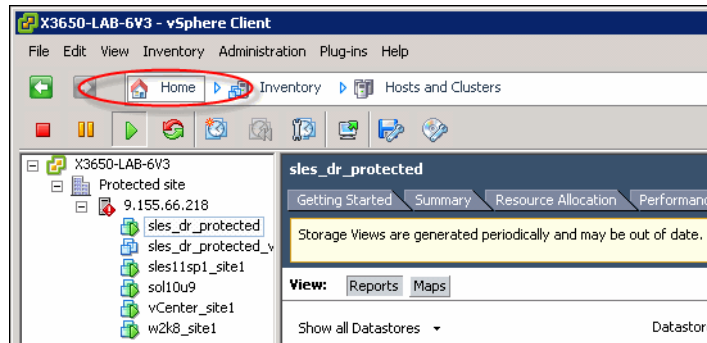 X3650-LAB-6V3 - vSphere Client
File Edit View Inventory Administration Plug-ins Help
Home Inventory Hosts and Clusters
X3650-LAB-6V3
Protected site
9.155.66.218
sles_dr_protected
sles_dr_protected_v
sles11sp1_site1
sol10u9
vCenter_site1
w2k8_site1
sles_dr_protected
Getting Started Summary Resource Allocation Performanc
Storage Views are generated periodically and may be out of date.
View: Reports Maps
Show all Datastores Datastor